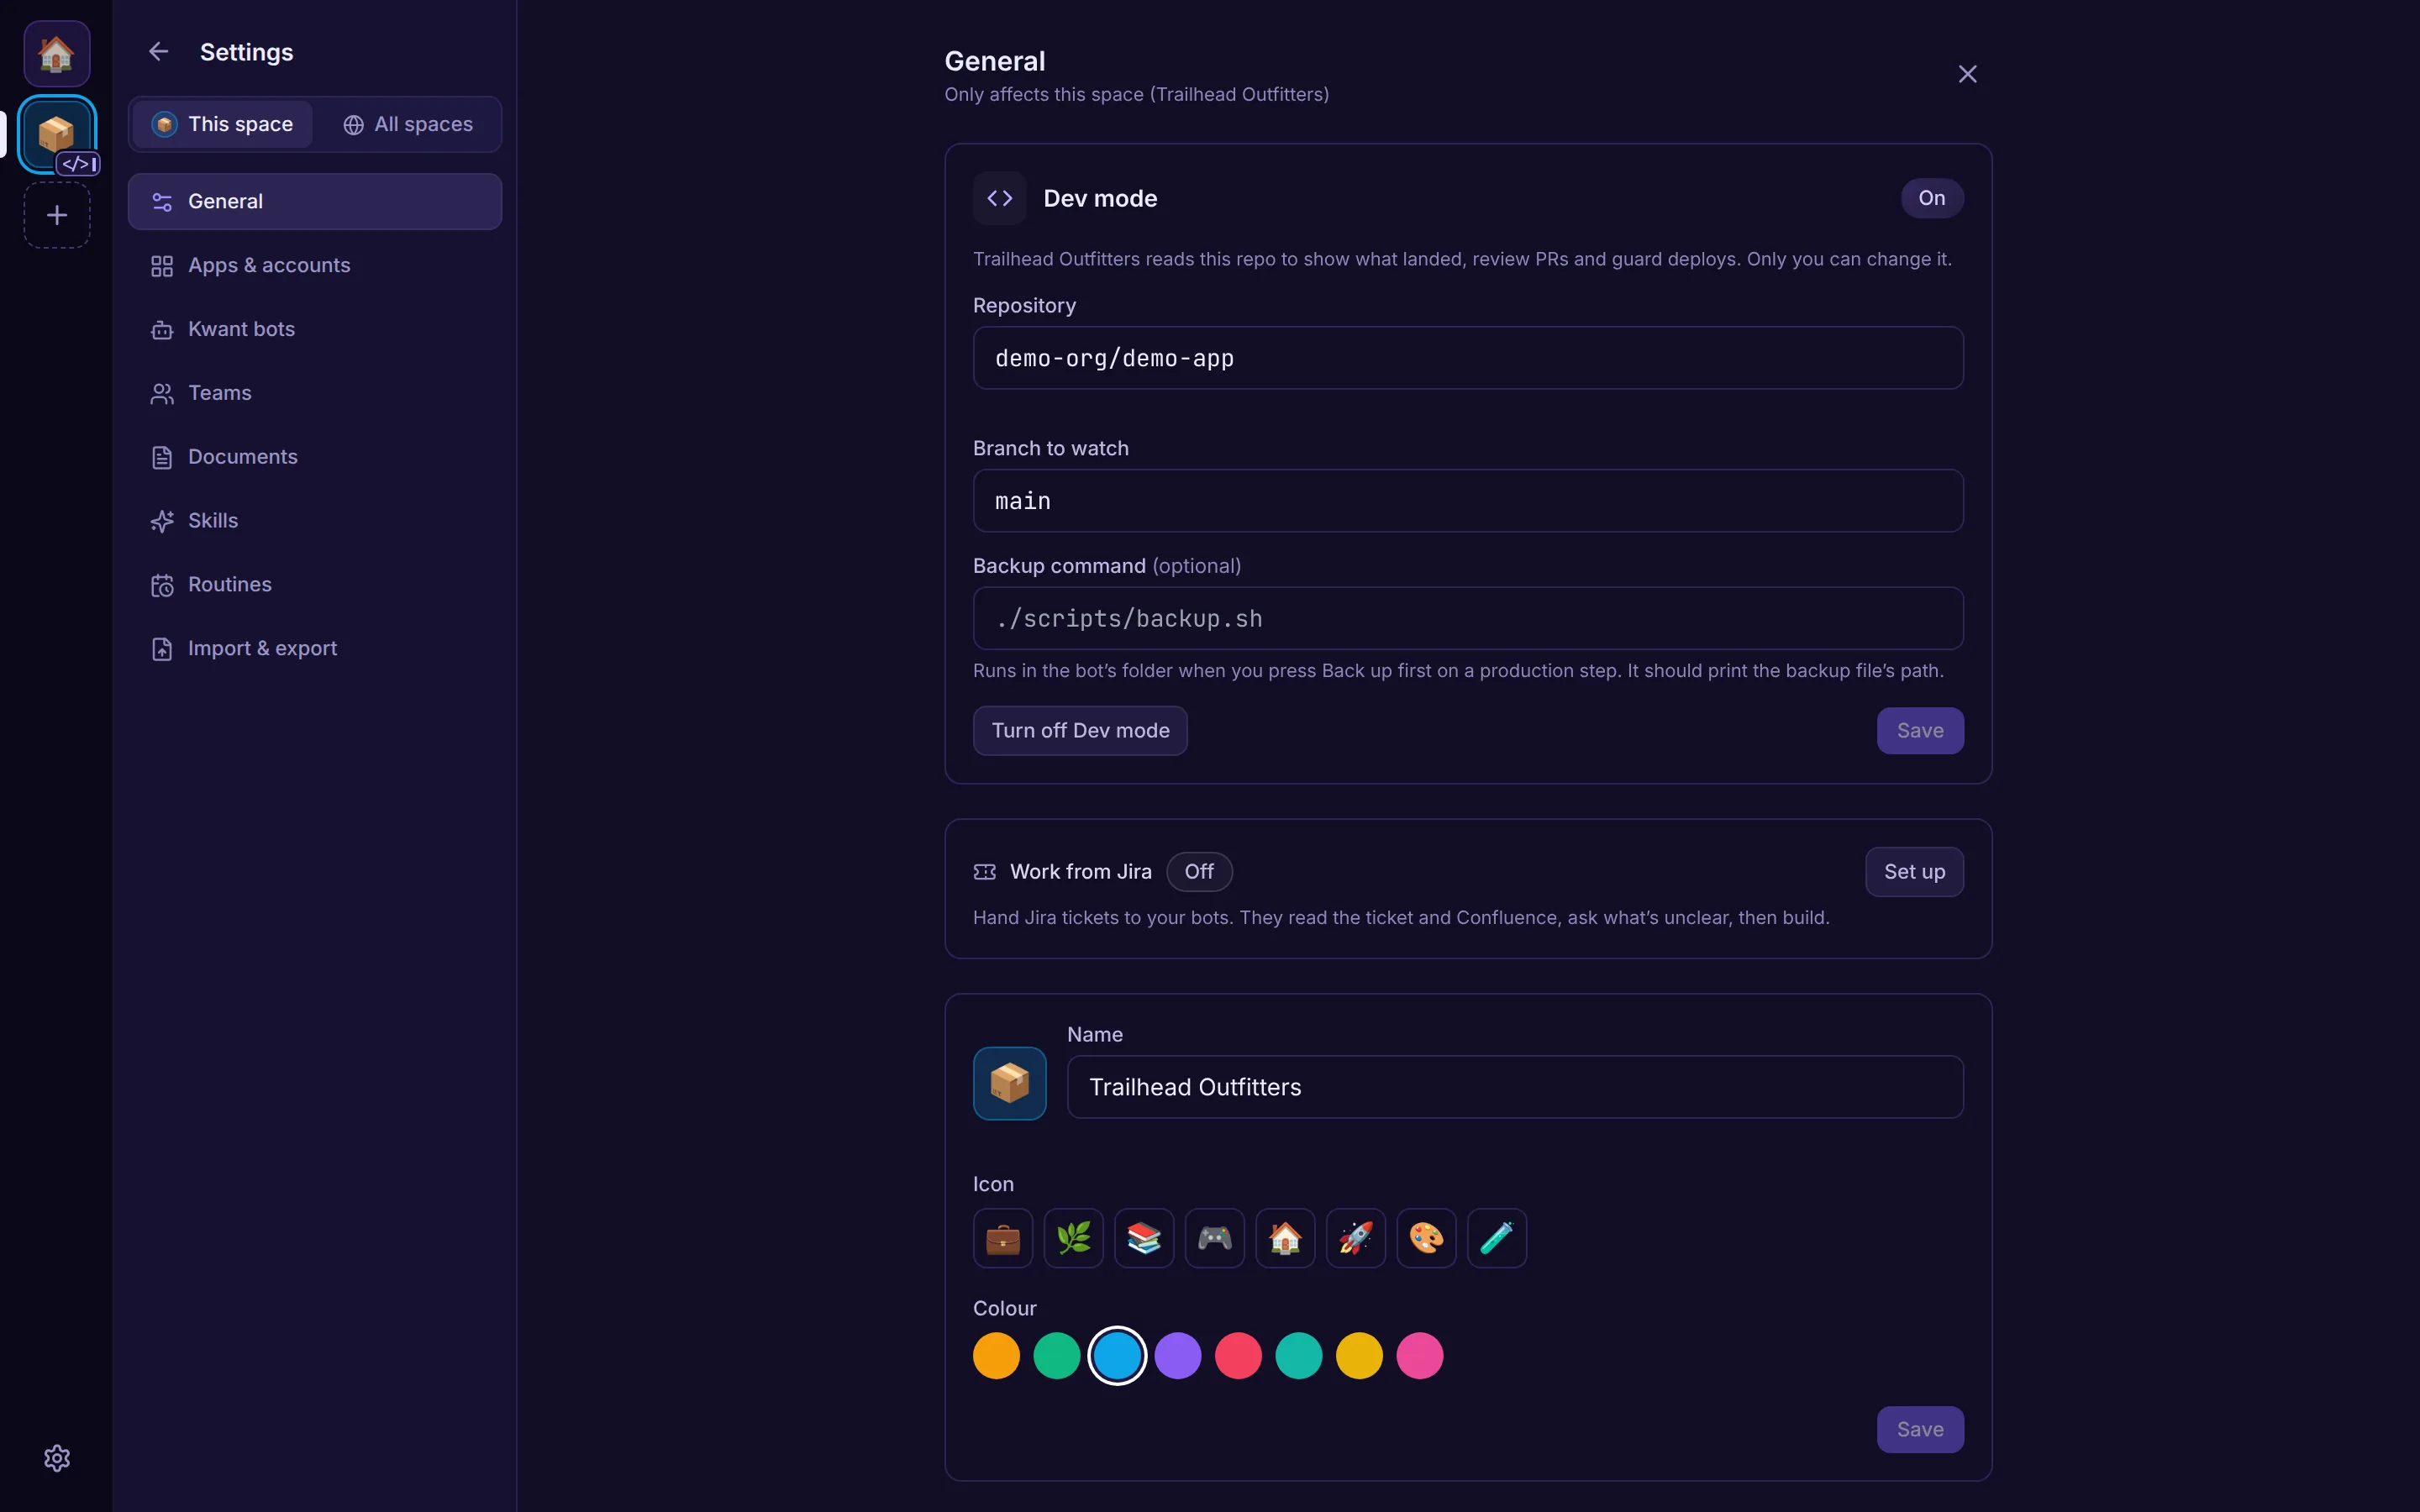 Settings
This space
All spaces
General
Apps & accounts
Kwant bots
Teams
Documents
Skills
Routines
Import & export
General
Only affects this space (Trailhead Outfitters)
Dev mode
On
Trailhead Outfitters reads this repo to show what landed, review PRs and guard deploys. Only you can change it.
Repository
demo-org/demo-app
Branch to watch
main
Backup command (optional)
./scripts/backup.sh
Runs in the bot’s folder when you press Back up first on a production step. It should print the backup file’s path.
Turn off Dev mode
Save
Work from Jira
Off
Set up
Hand Jira tickets to your bots. They read the ticket and Confluence, ask what’s unclear, then build.
Name
Trailhead Outfitters
Icon
Colour
Save